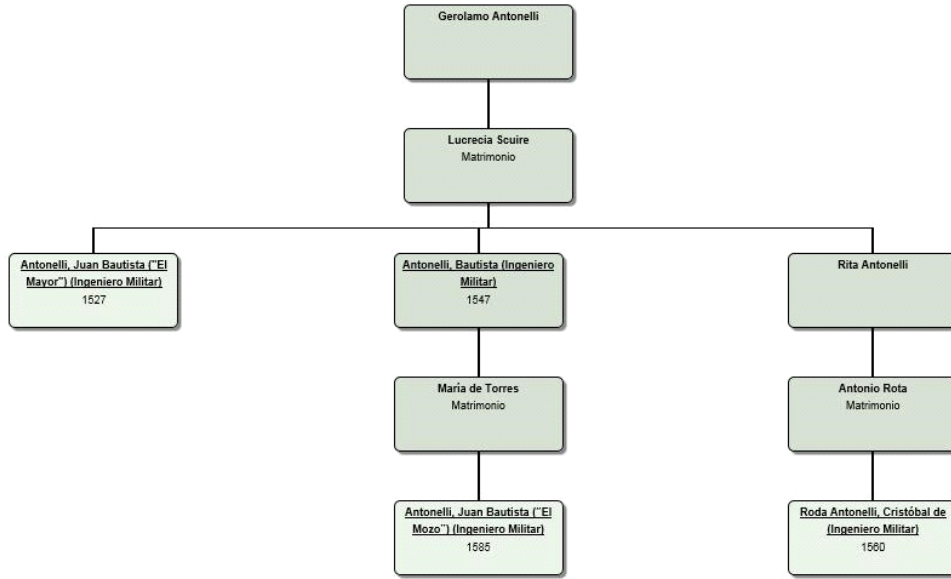 Gerolamo Antonelli
Lucrecia Scuire
Matrimonio
Antonelli, Juan Bautista ("El
Mayor") (Ingeniero Militar)
1527
Antonelli, Bautista (Ingeniero
Militar)
1547
Rita Antonelli
Maria de Torres
Matrimonio
Antonio Rota
Matrimonio
Antonelli, Juan Bautista ("El
Mozo") (Ingeniero Militar)
1585
Roda Antonelli, Cristóbal de
(Ingeniero Militar)
1560